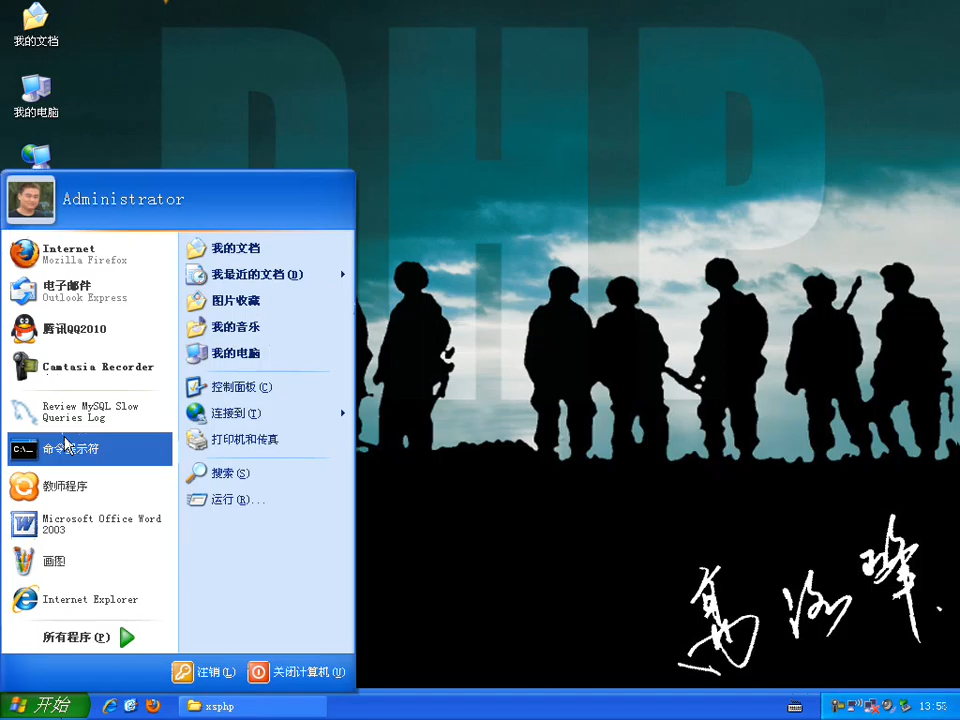 PHP
我的文档
我的电脑
Administrator
Internet
Mozilla Firefox
电子邮件
Outlook Express
腾讯QQ2010
Camtasia Recorder
Review MySQL Slow
Queries Log
命令提示符
教师程序
Microsoft Office Word
2003
画图
Internet Explorer
所有程序(P)
我的文档
我最近的文档(D)
图片收藏
我的音乐
我的电脑
控制面板(C)
连接到(T)
打印机和传真
搜索(S)
运行(R)...
注销(L)
关闭计算机(U)
开始
xsphp